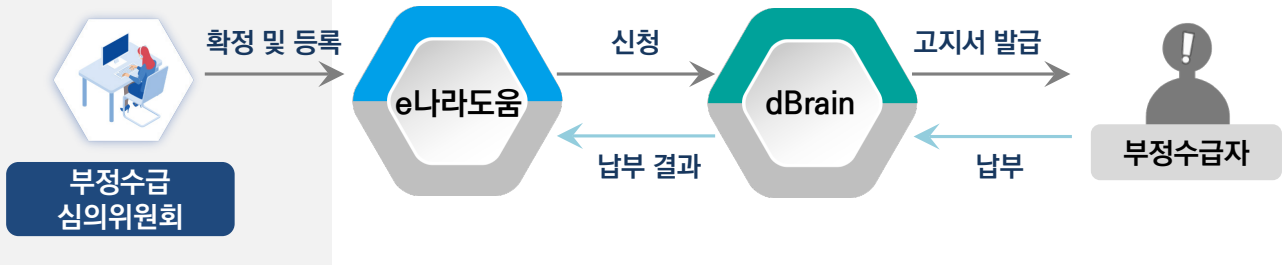 확정 및 등록
신청
고지서 발급
e나라도움
dBrain
납부 결과
납부
부정수급자
부정수급
심의위원회